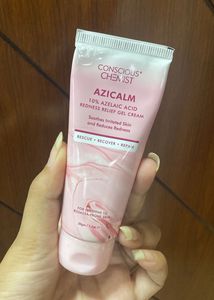 CONSCIOUS
CHEMIST
AZICALM
10% AZELAIC ACID
REDNESS RELIEF GEL CREAM
Soothes Irritated Skin
and Reduces Redness
RESCUE • RECOVER • REPAIR